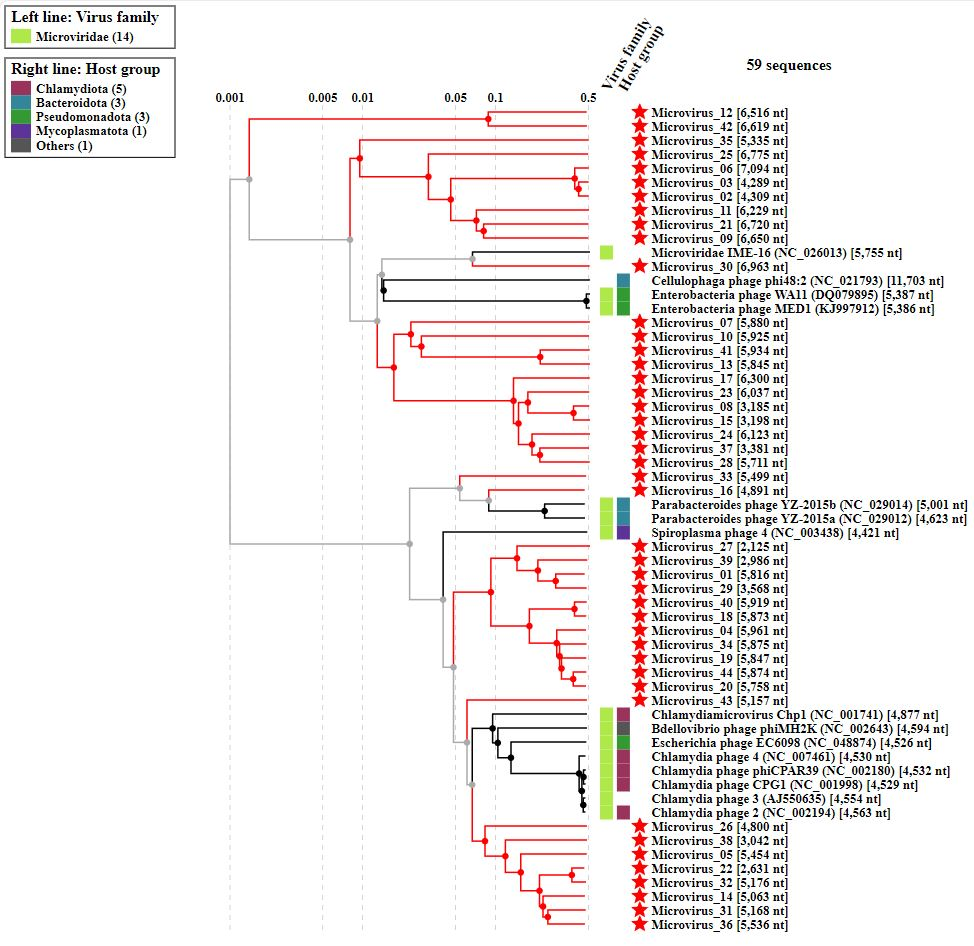 Left line: Virus family
Microviridae (14)
Right line: Host group
Chlamydiota (5)
Bacteroidota (3)
Pseudomonadota (3)
Mycoplasmatota (1)
Others (1)
Virus family
Host group
59 sequences
0.001 0.005 0.01 0.05 0.1 0.5
Microvirus_12 [6,516 nt]
Microvirus_42 [6,619 nt]
Microvirus_35 [5,335 nt]
Microvirus_25 [6,775 nt]
Microvirus_06 [7,094 nt]
Microvirus_03 [4,289 nt]
Microvirus_02 [4,309 nt]
Microvirus_11 [6,229 nt]
Microvirus_21 [6,720 nt]
Microvirus_09 [6,650 nt]
Microviridae IME-16 (NC_026013) [5,755 nt]
Microvirus_30 [6,963 nt]
Cellulophaga phage phi48:2 (NC_021793) [11,703 nt]
Enterobacteria phage WA11 (DQ079895) [5,387 nt]
Enterobacteria phage MED1 (KJ997912) [5,386 nt]
Microvirus_07 [5,880 nt]
Microvirus_10 [5,925 nt]
Microvirus_41 [5,934 nt]
Microvirus_13 [5,845 nt]
Microvirus_17 [6,300 nt]
Microvirus_23 [6,037 nt]
Microvirus_08 [3,185 nt]
Microvirus_15 [3,198 nt]
Microvirus_24 [6,123 nt]
Microvirus_37 [3,381 nt]
Microvirus_28 [5,711 nt]
Microvirus_33 [5,499 nt]
Microvirus_16 [4,891 nt]
Parabacteroides phage YZ-2015b (NC_029014) [5,001 nt]
Parabacteroides phage YZ-2015a (NC_029012) [4,623 nt]
Spiroplasma phage 4 (NC_003438) [4,421 nt]
Microvirus_27 [2,125 nt]
Microvirus_39 [2,986 nt]
Microvirus_01 [5,816 nt]
Microvirus_29 [3,568 nt]
Microvirus_40 [5,919 nt]
Microvirus_18 [5,873 nt]
Microvirus_04 [5,961 nt]
Microvirus_34 [5,875 nt]
Microvirus_19 [5,847 nt]
Microvirus_44 [5,874 nt]
Microvirus_20 [5,758 nt]
Microvirus_43 [5,157 nt]
Chlamydiamicrovirus Chp1 (NC_001741) [4,877 nt]
Bdellovibrio phage phiMH2K (NC_002643) [4,594 nt]
Escherichia phage EC6098 (NC_048874) [4,526 nt]
Chlamydia phage 4 (NC_007461) [4,530 nt]
Chlamydia phage phiCPAR39 (NC_002180) [4,532 nt]
Chlamydia phage CPG1 (NC_001998) [4,529 nt]
Chlamydia phage 3 (AJ550635) [4,554 nt]
Chlamydia phage 2 (NC_002194) [4,563 nt]
Microvirus_26 [4,800 nt]
Microvirus_38 [3,042 nt]
Microvirus_05 [5,454 nt]
Microvirus_22 [2,631 nt]
Microvirus_32 [5,176 nt]
Microvirus_14 [5,063 nt]
Microvirus_31 [5,168 nt]
Microvirus_36 [5,536 nt]